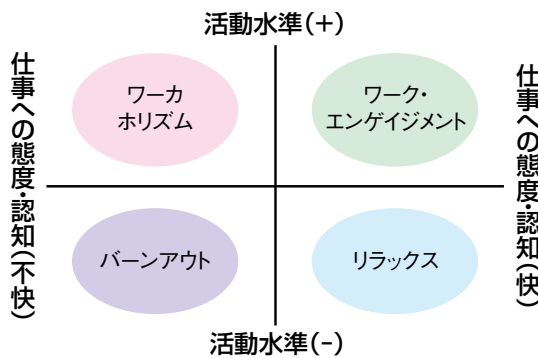 活動水準(+)
仕事への態度・認知(不快)
ワーカ
ホリズム
ワーク・
エンゲイジメント
仕事への態度・認知(快)
バーンアウト
リラックス
活動水準(-)